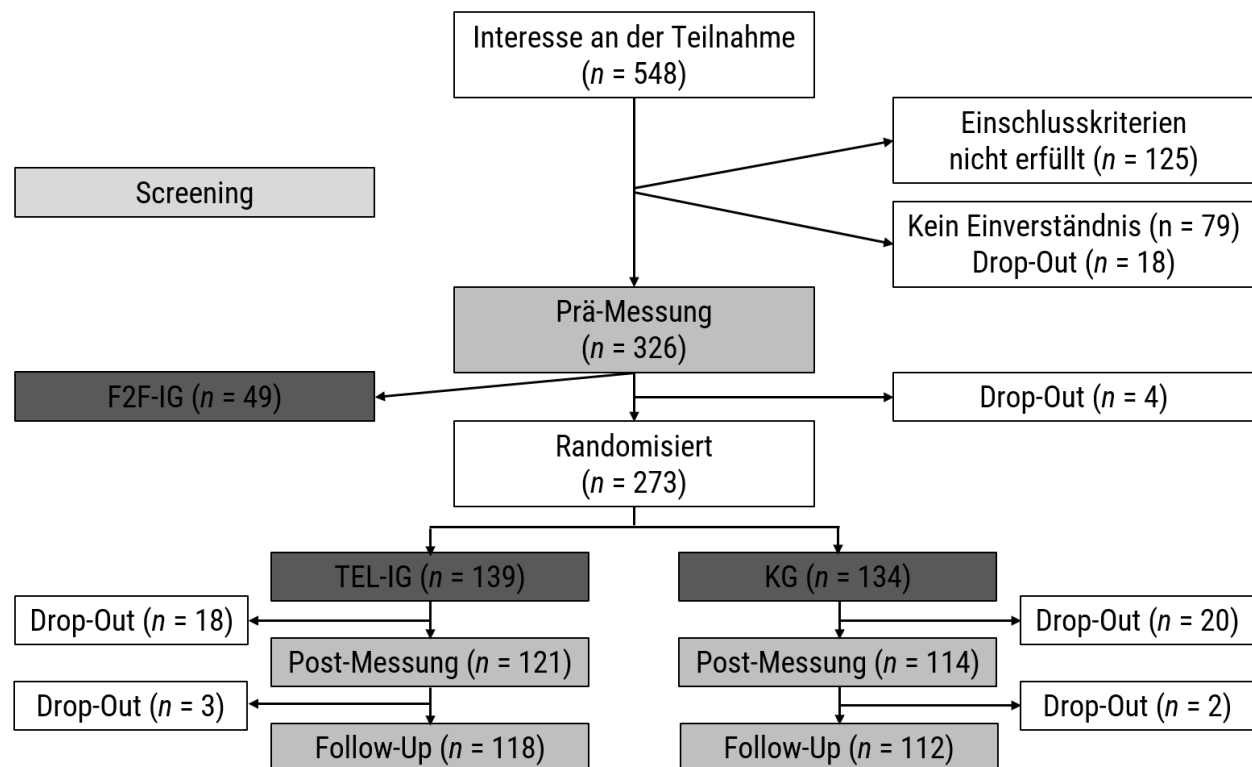 Interesse an der Teilnahme
(n = 548)
Einschlusskriterien
nicht erfüllt (n = 125)
Screening
Kein Einverständnis (n = 79)
Drop-Out (n = 18)
Prä-Messung
(n = 326)
F2F-IG (n = 49)
Drop-Out (n = 4)
Randomisiert
(n = 273)
TEL-IG (n = 139)
KG (n = 134)
Drop-Out (n = 18)
Drop-Out (n = 20)
Post-Messung (n = 121)
Post-Messung (n = 114)
Drop-Out (n = 3)
Drop-Out (n = 2)
Follow-Up (n = 118)
Follow-Up (n = 112)